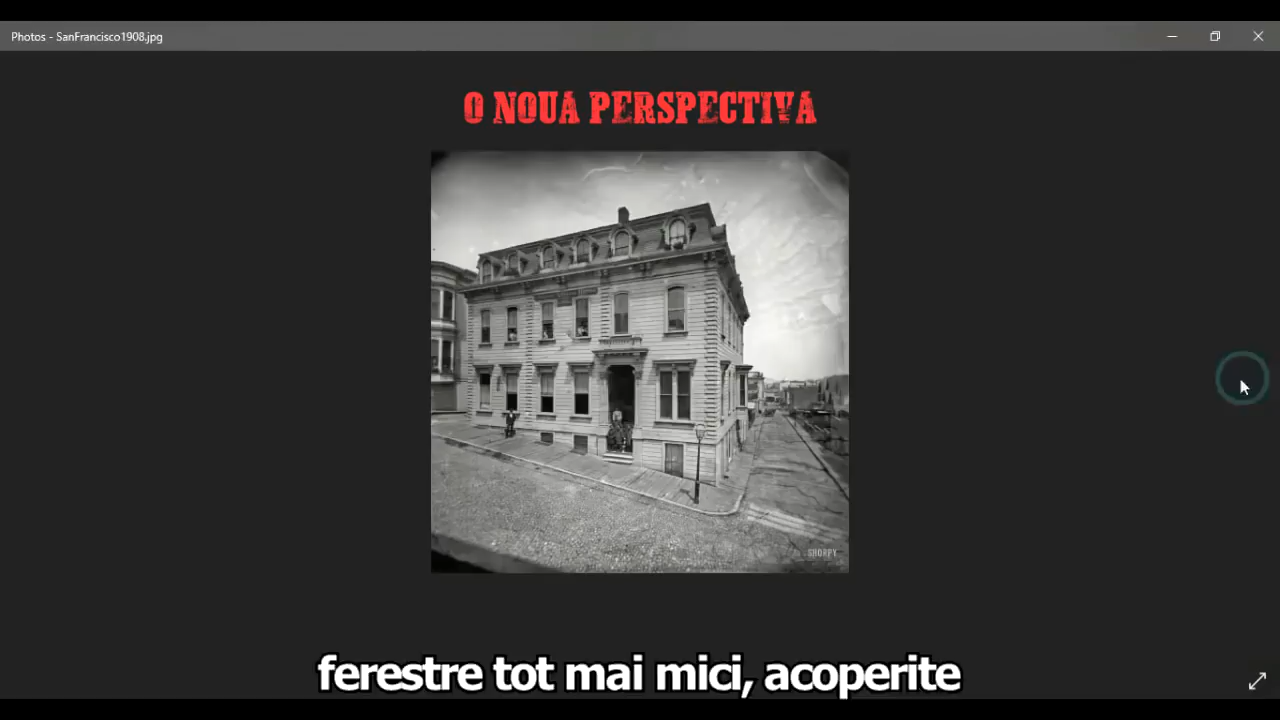 Photos - SanFrancisco1908.jpg
O NOUA PERSPECTIVA
SHORPY
ferestre tot mai mici, acoperite